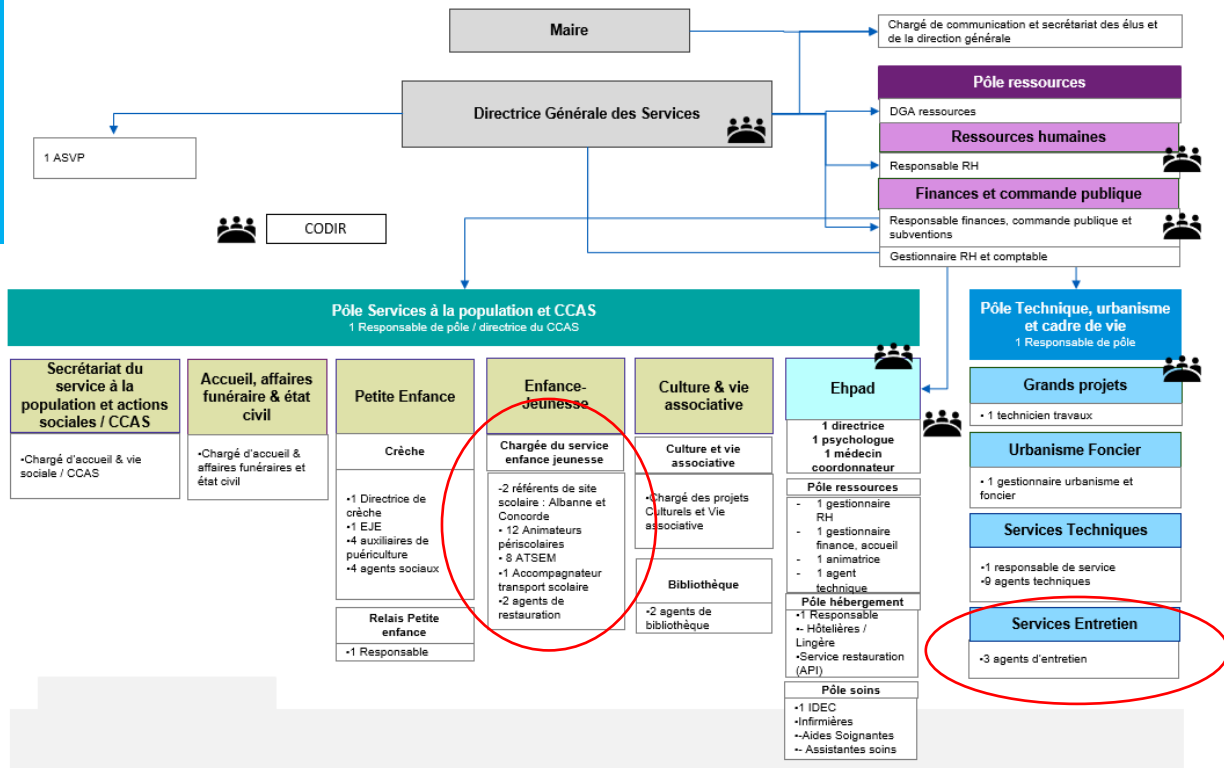 Maire
Chargé de communication et secrétariat des élus et
de la direction générale
Directrice Générale des Services
Pôle ressources
DGA ressources
Ressources humaines
Responsable RH
Finances et commande publique
Responsable finances, commande publique et
subventions
Gestionnaire RH et comptable
1 ASVP
CODIR
Pôle Services à la population et CCAS
1 Responsable de pôle / directrice du CCAS
Pôle Technique, urbanisme
et cadre de vie
1 Responsable de pôle
Secrétariat du
service à la
population et actions
sociales / CCAS
•Chargé d'accueil & vie
sociale / CCAS
Accueil, affaires
funéraire & état
civil
•Chargé d'accueil &
affaires funéraires et
état civil
Petite Enfance
Crèche
•1 Directrice de
crèche
•1 EJE
•4 auxiliaires de
puériculture
•4 agents sociaux
Relais Petite
enfance
•1 Responsable
Enfance-
Jeunesse
Chargée du service
enfance jeunesse
-2 référents de site
scolaire : Albanne et
Concorde
• 12 Animateurs
périscolaires
• 8 ATSEM
•1 Accompagnateur
transport scolaire
•2 agents de
restauration
Culture & vie
associative
Culture et vie
associative
•Chargé des projets
Culturels et Vie
associative
Bibliothèque
•2 agents de
bibliothèque
Ehpad
1 directrice
1 psychologue
1 médecin
coordonnateur
Pôle ressources
- 1 gestionnaire
RH
- 1 gestionnaire
finance, accueil
- 1 animatrice
- 1 agent
technique
Pôle hébergement
•1 Responsable
•- Hôtelières /
Lingère
•Service restauration
(API)
Pôle soins
•1 IDEC
•Infirmières
•-Aides Soignantes
•- Assistantes soins
Grands projets
• 1 technicien travaux
Urbanisme Foncier
• 1 gestionnaire urbanisme et
foncier
Services Techniques
•1 responsable de service
•9 agents techniques
Services Entretien
•3 agents d'entretien